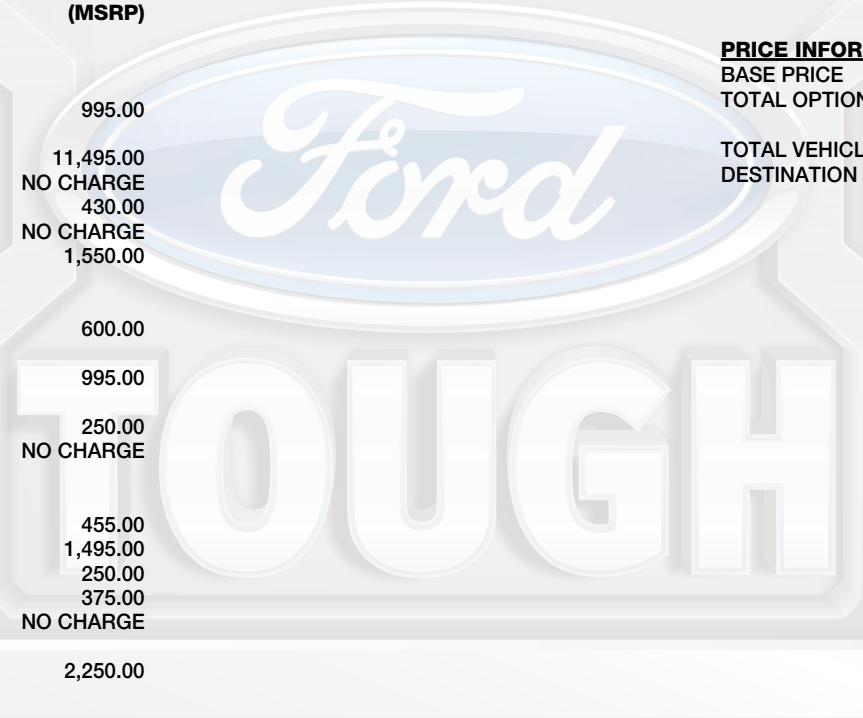 (MSRP)
995.00
11,495.00
NO CHARGE
430.00
NO CHARGE
1,550.00
600.00
995.00
250.00
NO CHARGE
455.00
1,495.00
250.00
375.00
NO CHARGE
2,250.00
PRICE INFOR
BASE PRICE
TOTAL OPTION
TOTAL VEHICL
DESTINATION
Ford
TOUGH